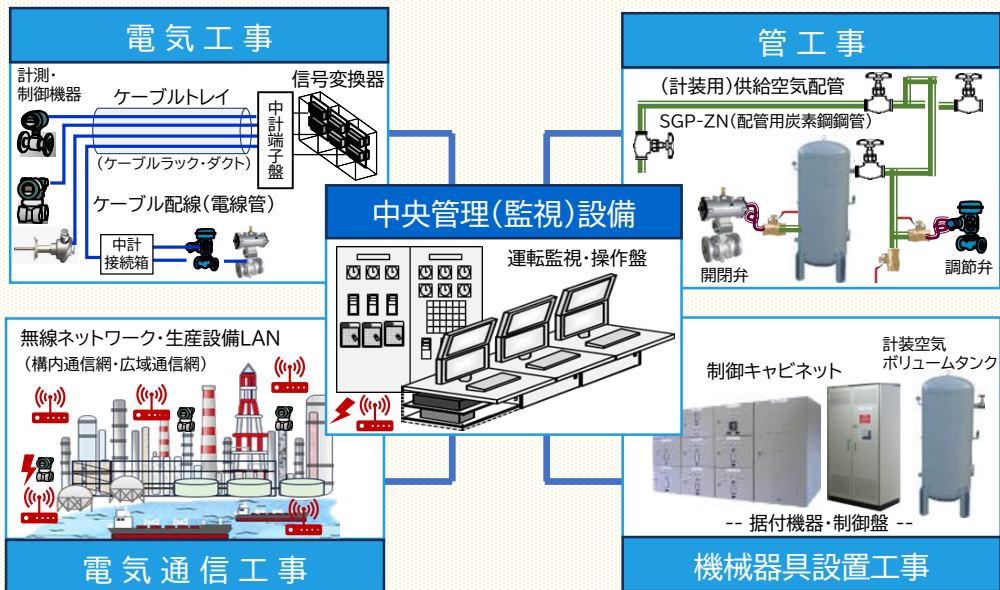 電気工事
計測・
制御機器
ケーブルトレイ
信号変換器
中計端子盤
(ケーブルラック・ダクト)
ケーブル配線(電線管)
中計
接続箱
管工事
(計装用)供給空気配管
SGP-ZN(配管用炭素鋼鋼管)
開閉弁
調節弁
中央管理(監視)設備
運転監視・操作盤
無線ネットワーク・生産設備LAN
(構内通信網・広域通信網)
電気通信工事
計装空気
ボリュームタンク
制御キャビネット
-- 据付機器・制御盤 --
機械器具設置工事